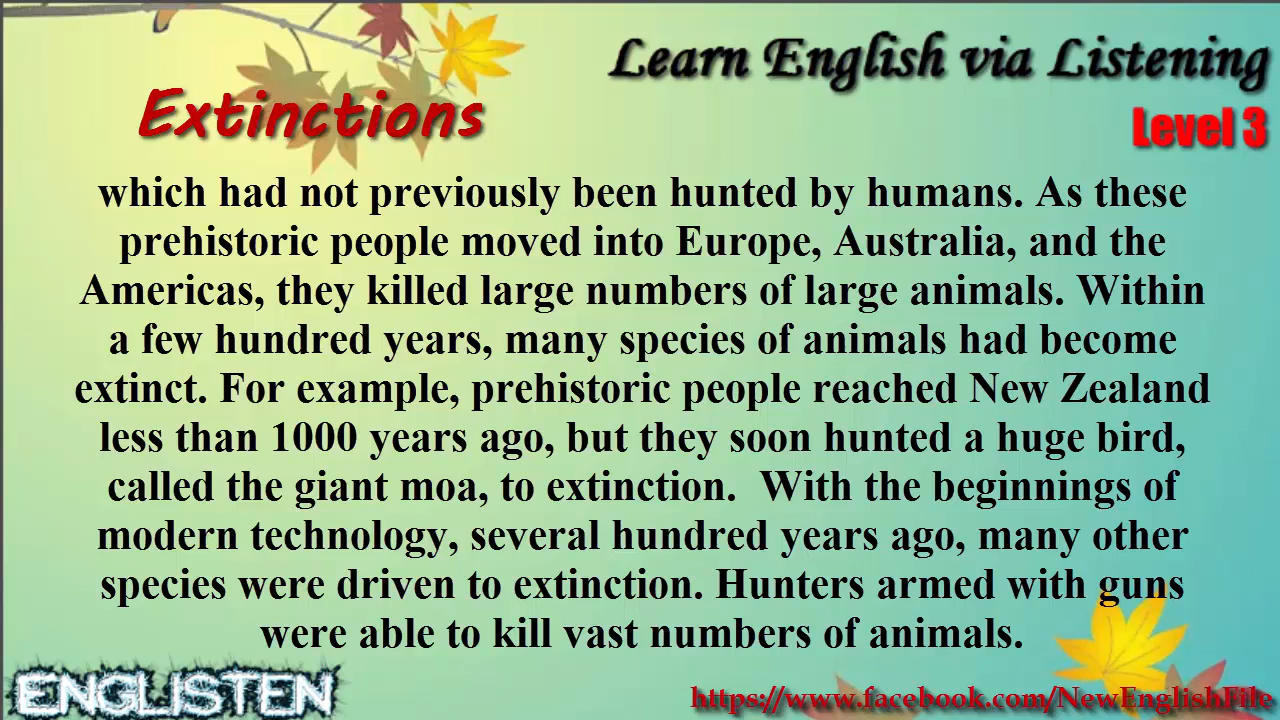 Learn English via Listening
Level 3
Extinctions
which had not previously been hunted by humans. As these
prehistoric people moved into Europe, Australia, and the
Americas, they killed large numbers of large animals. Within
a few hundred years, many species of animals had become
extinct. For example, prehistoric people reached New Zealand
less than 1000 years ago, but they soon hunted a huge bird,
called the giant moa, to extinction.  With the beginnings of
modern technology, several hundred years ago, many other
species were driven to extinction. Hunters armed with guns
were able to kill vast numbers of animals.
ENGLISTEN
https://www.facebook.com/NewEnglishFile